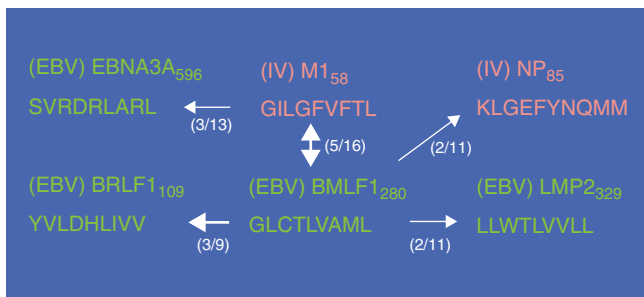 (EBV) EBNA3A596
(IV) M158
(IV) NP85
SVRDRLARL
(3/13)
GILGFVFTL
KLGEFYNQMM
(5/16)
(2/11)
(EBV) BRLF1109
(EBV) BMLF1280
(EBV) LMP2329
YVLDHLIVV
(3/9)
GLCTLVAML
(2/11)
LLWTLVVLL